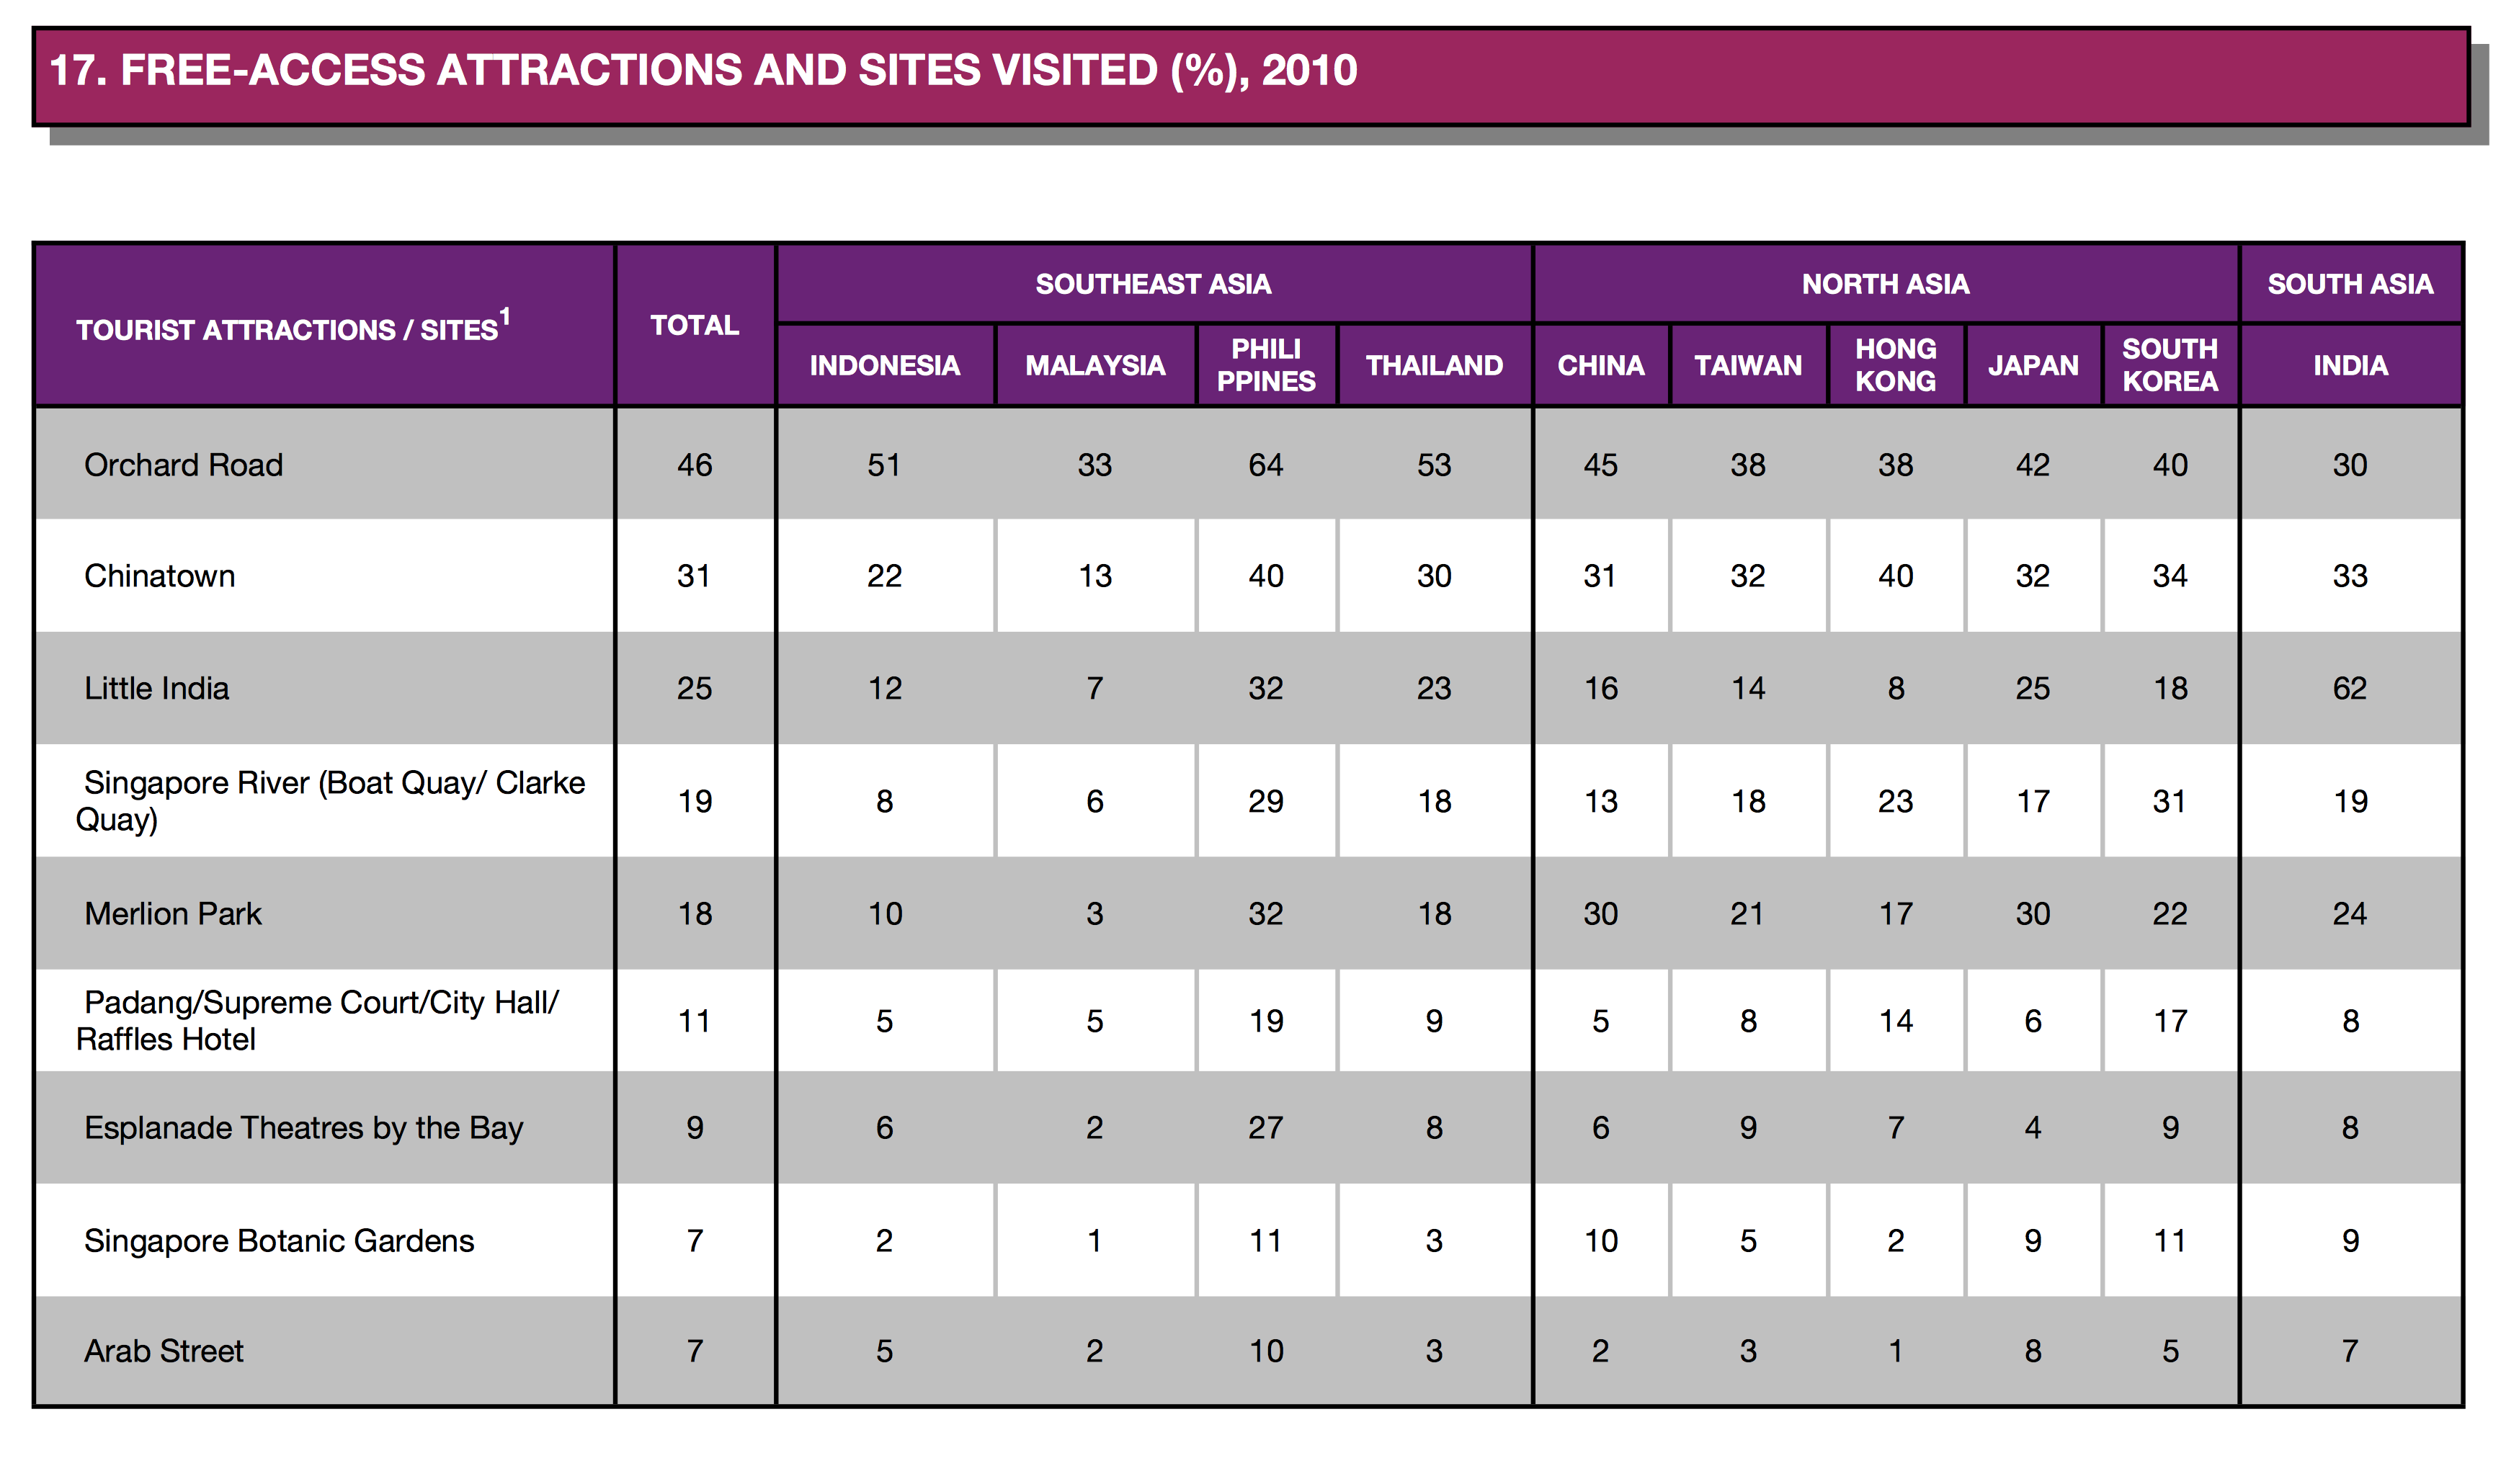 17. FREE-ACCESS ATTRACTIONS AND SITES VISITED (%), 2010
TOURIST ATTRACTIONS / SITES1 TOTAL SOUTHEAST ASIA NORTH ASIA SOUTH ASIA
INDONESIA MALAYSIA PHILI PPINES THAILAND CHINA TAIWAN HONG KONG JAPAN SOUTH KOREA INDIA
Orchard Road 46 51 33 64 53 45 38 38 42 40 30
Chinatown 31 22 13 40 30 31 32 40 32 34 33
Little India 25 12 7 32 23 16 14 8 25 18 62
Singapore River (Boat Quay/ Clarke
Quay) 19 8 6 29 18 13 18 23 17 31 19
Merlion Park 18 10 3 32 18 30 21 17 30 22 24
Padang/Supreme Court/City Hall/
Raffles Hotel 11 5 5 19 9 5 8 14 6 17 8
Esplanade Theatres by the Bay 9 6 2 27 8 6 9 7 4 9 8
Singapore Botanic Gardens 7 2 1 11 3 10 5 2 9 11 9
Arab Street 7 5 2 10 3 2 3 1 8 5 7